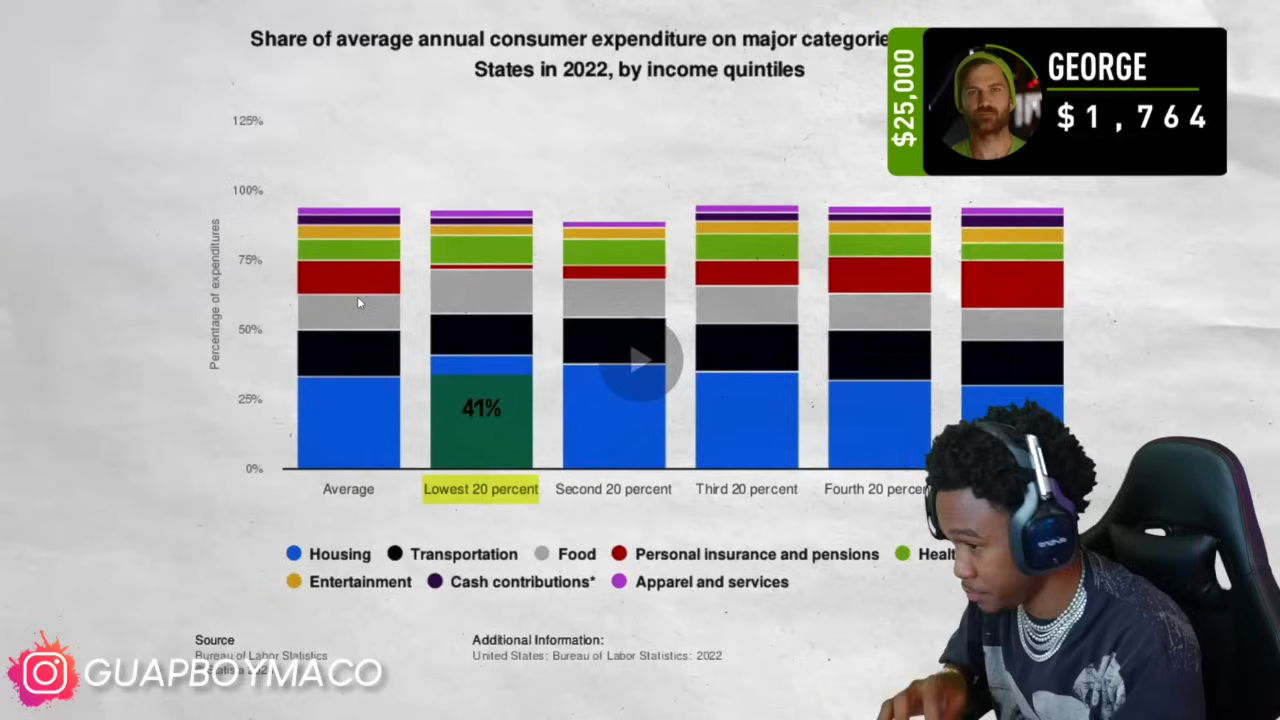 Share of average annual consumer expenditure on major categorie
States in 2022, by income quintiles
$25,000
GEORGE
$1,764
125%
100%
75%
50%
25%
0%
Percentage of expenditures
41%
Average
Lowest 20 percent
Second 20 percent
Third 20 percent
Fourth 20 percen
Housing
Transportation
Food
Personal insurance and pensions
Healt
Entertainment
Cash contributions*
Apparel and services
Source
Bureau of Labor Statistics
Additional Information:
United States: Bureau of Labor Statistics: 2022
GUAPBOYMACO